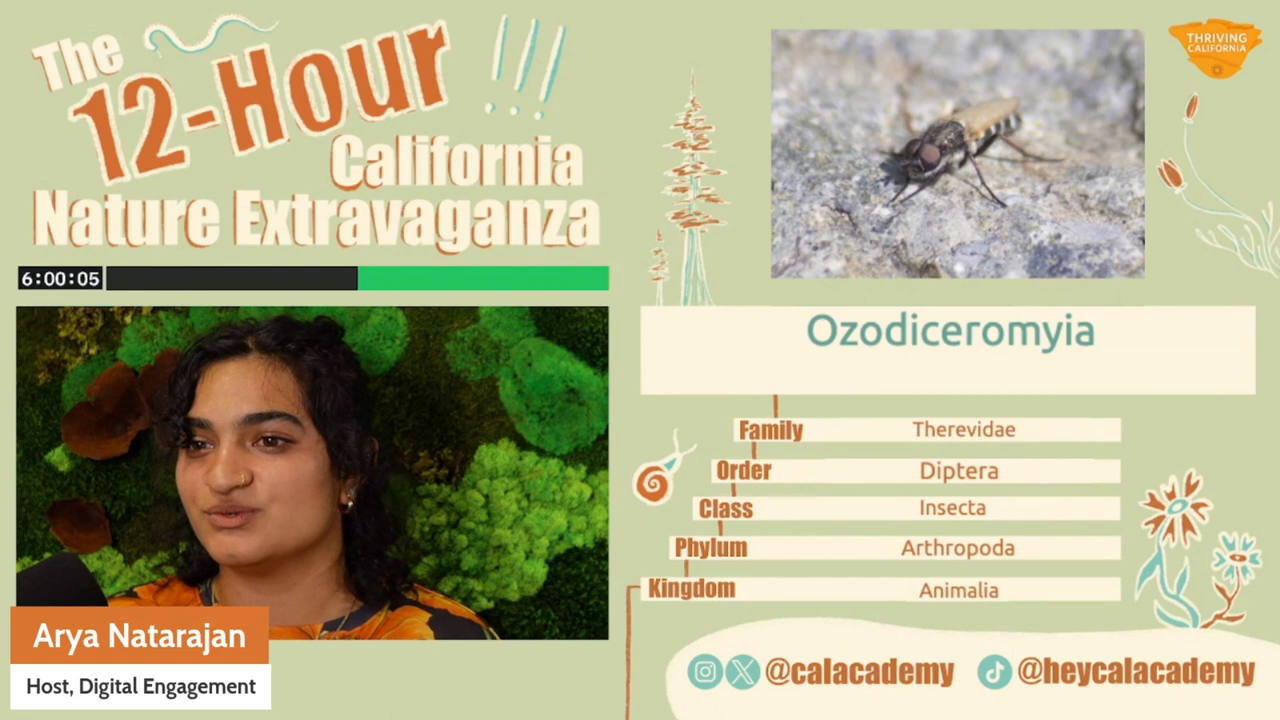 The
12-Hour !!!
California
Nature Extravaganza
6:00:05
Arya Natarajan
Host, Digital Engagement
THRIVING
CALIFORNIA
Ozodiceromyia
Family Therevidae
Order Diptera
Class Insecta
Phylum Arthropoda
Kingdom Animalia
@calacademy @heycalacademy